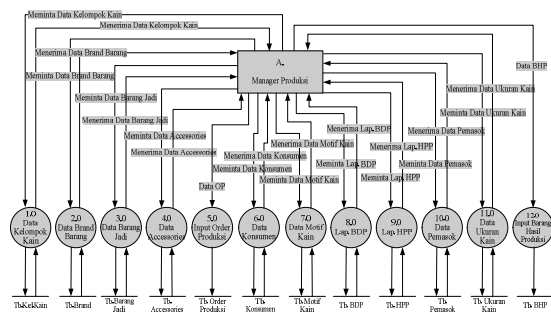 Meminta Data Kelompok Kain
Menerima Data Kelompok Kain
Menerima Data Brand Barang
Meminta Data Brand Barang
Meminta Data Barang Jadi
Menerima Data Barang Jadi
Meminta Data Accessories
Menerima Data Accessories
A.
Manager Produksi
Data BHP
Menerima Data Ukuran Kain
Meminta Data Ukuran Kain
Menerima Data Pemasok
Meminta Data Pemasok
Menerima Lap. BDP
Meminta Lap. BDP
Menerima Lap. HPP
Meminta Lap. HPP
Menerima Data Konsumen
Meminta Data Konsumen
Menerima Data Motif Kain
Meminta Data Motif Kain
Data OP
1.0
Data
Kelompok
Kain
2.0
Data Brand
Barang
3.0
Data Barang
Jadi
4.0
Data
Accessories
5.0
Input Order
Produksi
6.0
Data
Konsumen
7.0
Data Motif
Kain
8.0
Lap. BDP
9.0
Lap. HPP
10.0
Data
Pemasok
11.0
Data
Ukuran
Kain
12.0
Input Barang
Hasil
Produksi
Tb.Kel.Kain
Tb.Brand
Tb.Barang
Jadi
Tb.
Accessories
Tb. Order
Produksi
Tb.
Konsumen
Tb.Motif
Kain
Tb. BDP
Tb.HPP
Tb.
Pemasok
Tb. Ukuran
Kain
Tb. BHP